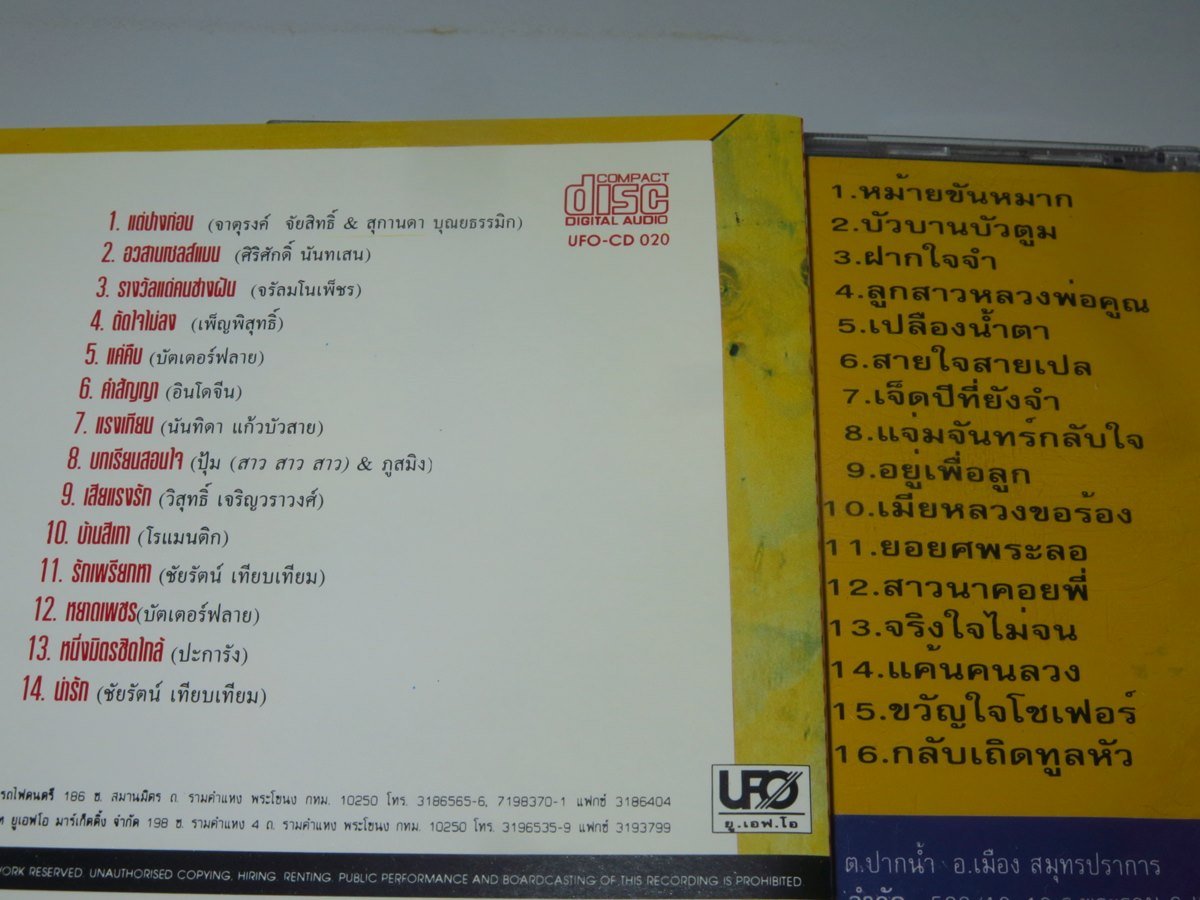 COMPACT
disc
DIGITAL AUDIO
UFO-CD 020
1. แต่ปางก่อน (จาตุรงค์ จัยสิทธิ์ & สุกานดา บุณยธรรมิก)
2. อวสานเซลส์แมน (ศิริศักดิ์ นันทเสน)
3. รางวัลแด่คนช่างฝัน (จรัลมโนเพ็ชร)
4. ตัดใจไม่ลง (เพ็ญพิสุทธิ์)
5. แค่คืบ (บัตเตอร์ฟลาย)
6. คำสัญญา (อินโดจีน)
7. แรงเทียน (นันทิดา แก้วบัวสาย)
8. บทเรียนสอนใจ (ปุ้ม (สาว สาว สาว) & ภูสมิง)
9. เสียแรงรัก (วิสุทธิ์ เจริญวราวงศ์)
10. บ้านสีเทา (โรแมนติก)
11. รักเพรียกหา (ชัยรัตน์ เทียบเทียม)
12. หยาดเพชร(บัตเตอร์ฟลาย)
13. หนึ่งมิตรชิดใกล้ (ปะการัง)
14. น่ารัก (ชัยรัตน์ เทียบเทียม)
รถไฟดนตรี 186 ซ. สมานมิตร ถ. รามคำแหง พระโขนง กทม. 10250 โทร. 3186565-6, 7198370-1 แฟกซ์ 3186404
ยูเอฟโอ มาร์เก็ตติ้ง จำกัด 198 ซ. รามคำแหง 4 ถ. รามคำแหง พระโขนง กทม. 10250 โทร. 3196535-9 แฟกซ์ 3193799
UFO
ยู.เอฟ.โอ
WORK RESERVED. UNAUTHORISED COPYING, HIRING, RENTING, PUBLIC PERFORMANCE AND BOARDCASTING OF THIS RECORDING IS PROHIBITED.
1.หม้ายขันหมาก
2.บัวบานบัวตูม
3.ฝากใจจำ
4.ลูกสาวหลวงพ่อคูณ
5.เปลืองน้ำตา
6.สายใจสายเปล
7.เจ็ดปีที่ยังจำ
8.แจ่มจันทร์กลับใจ
9.อยู่เพื่อลูก
10.เมียหลวงขอร้อง
11.ยอยศพระลอ
12.สาวนาคอยพี่
13.จริงใจไม่จน
14.แค้นคนลวง
15.ขวัญใจโชเฟอร์
16.กลับเถิดทูลหัว
ต.ปากน้ำ อ.เมือง สมุทรปราการ